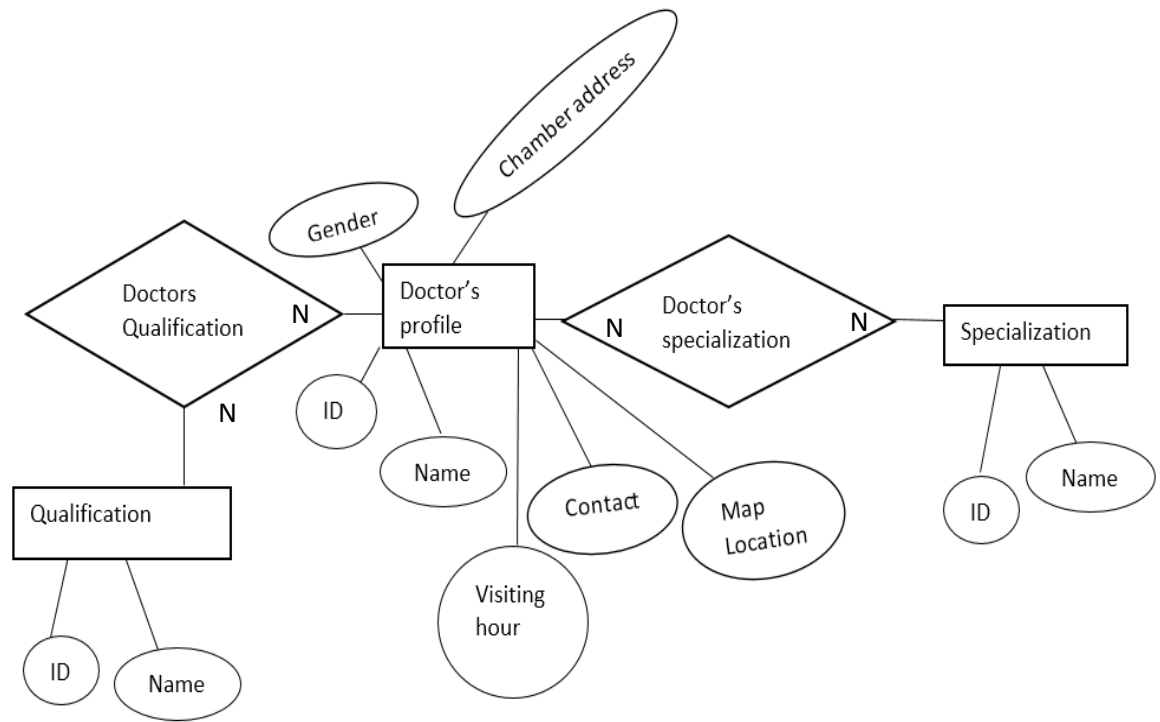 Chamber address
Gender
Doctors
Qualification
N
N
Doctor’s
profile
N
Doctor’s
specialization
N
Specialization
ID
Name
Contact
Map
Location
Visiting
hour
ID
Name
Qualification
ID
Name